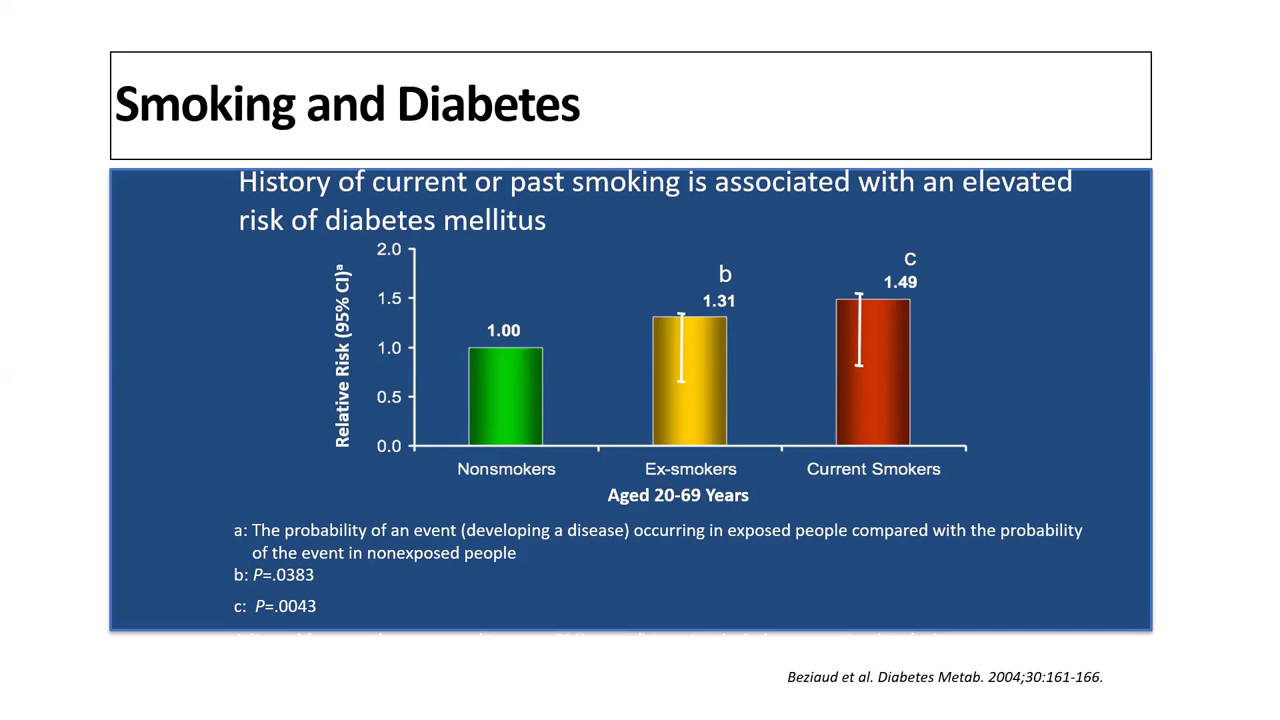 Smoking and Diabetes
History of current or past smoking is associated with an elevated
risk of diabetes mellitus
Relative Risk (95% CI)ᵃ
2.0
1.5
1.0
0.5
0.0
1.00
b
1.31
C
1.49
Nonsmokers
Ex-smokers
Current Smokers
Aged 20-69 Years
a: The probability of an event (developing a disease) occurring in exposed people compared with the probability
of the event in nonexposed people
b: P=.0383
c: P=.0043
Beziaud et al. Diabetes Metab. 2004;30:161-166.